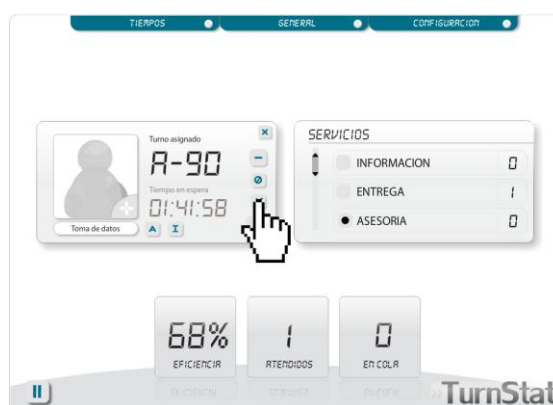 TIEMPOS
GENERAL
CONFIGURACION
Turno asignado
A-90
Tiempo en espera
01:41:58
Toma de datos
A I
SERVICIOS
INFORMACION 0
ENTREGA 1
ASESORIA 0
68%
EFICIENCIA
1
ATENDIDOS
0
EN COLA
TurnStat